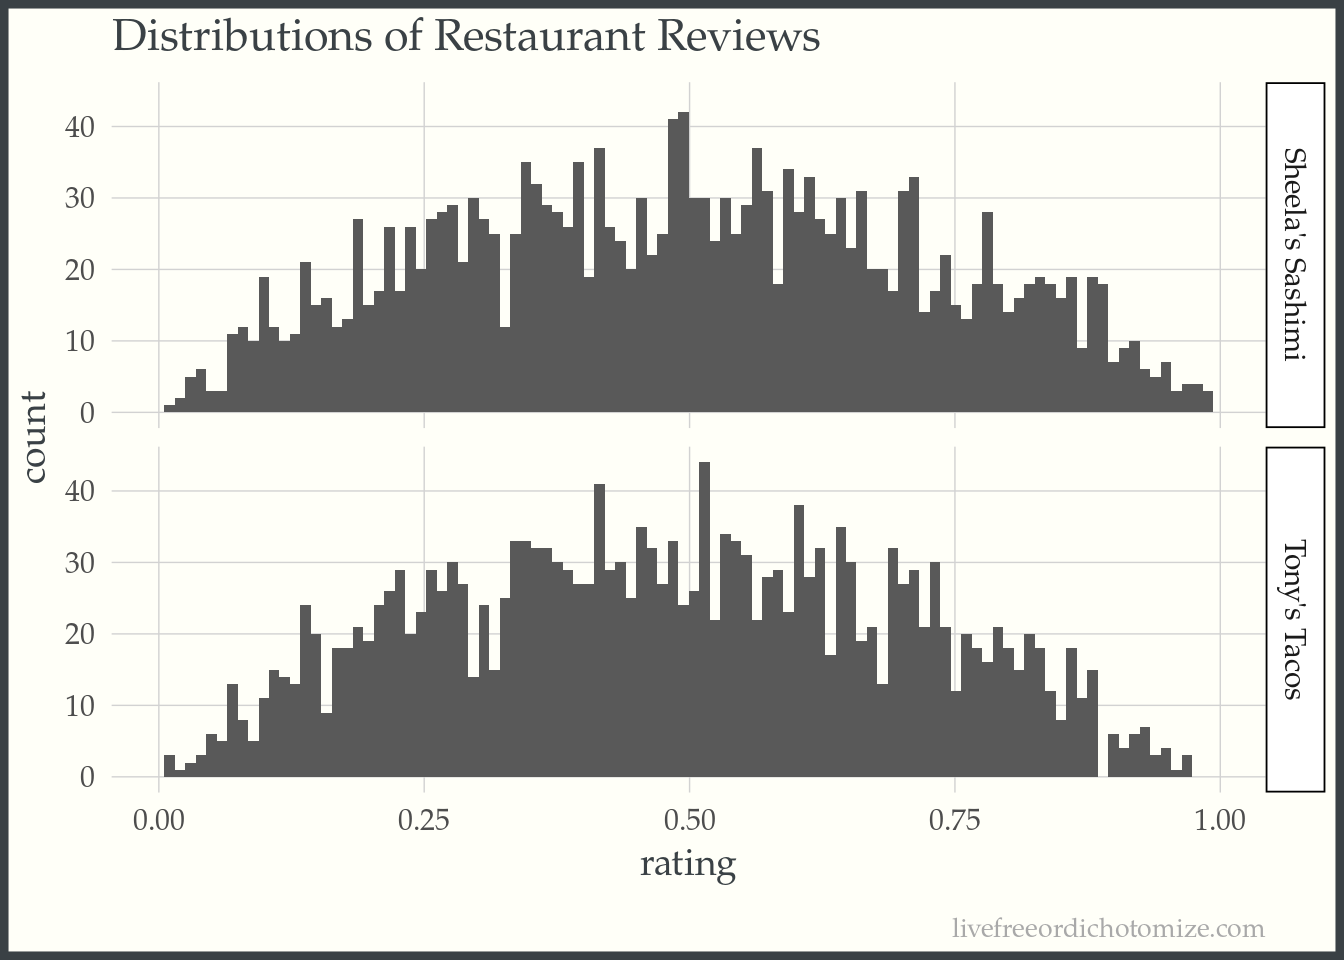 Distributions of Restaurant Reviews
count
40
30
20
10
0
Sheela's Sashimi
40
30
20
10
0
Tony's Tacos
0.00 0.25 0.50 0.75 1.00
rating
livefreeordichotomize.com